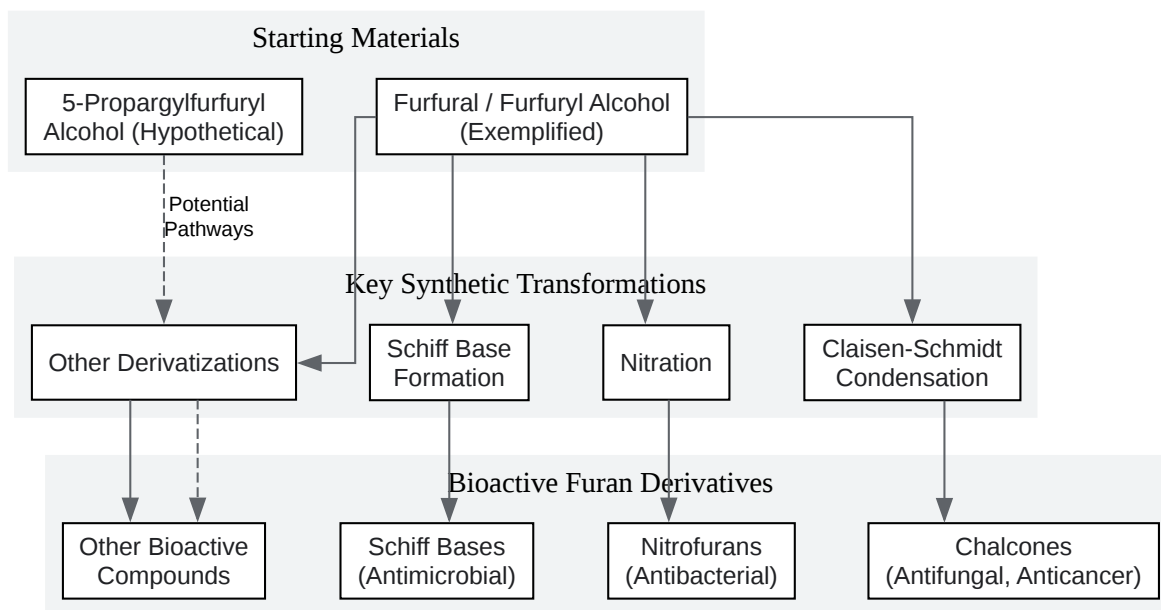 Starting Materials
5-Propargylfurfuryl
Alcohol (Hypothetical)
Furfural / Furfuryl Alcohol
(Exemplified)
Potential
Pathways
Key Synthetic Transformations
Other Derivatizations
Schiff Base
Formation
Nitration
Claisen-Schmidt
Condensation
Bioactive Furan Derivatives
Other Bioactive
Compounds
Schiff Bases
(Antimicrobial)
Nitrofurans
(Antibacterial)
Chalcones
(Antifungal, Anticancer)